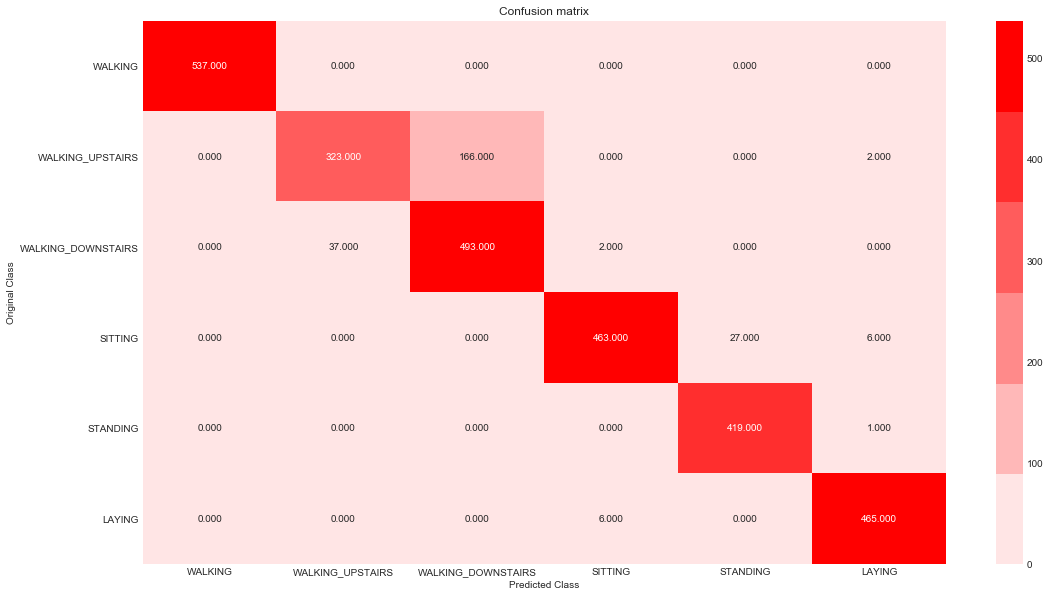 Confusion matrix
WALKING 537.000 0.000 0.000 0.000 0.000 0.000
WALKING_UPSTAIRS 0.000 323.000 166.000 0.000 0.000 2.000
WALKING_DOWNSTAIRS 0.000 37.000 493.000 2.000 0.000 0.000
SITTING 0.000 0.000 0.000 463.000 27.000 6.000
STANDING 0.000 0.000 0.000 0.000 419.000 1.000
LAYING 0.000 0.000 0.000 6.000 0.000 465.000
WALKING WALKING_UPSTAIRS WALKING_DOWNSTAIRS SITTING STANDING LAYING
Predicted Class
Original Class
500
400
300
200
100
0